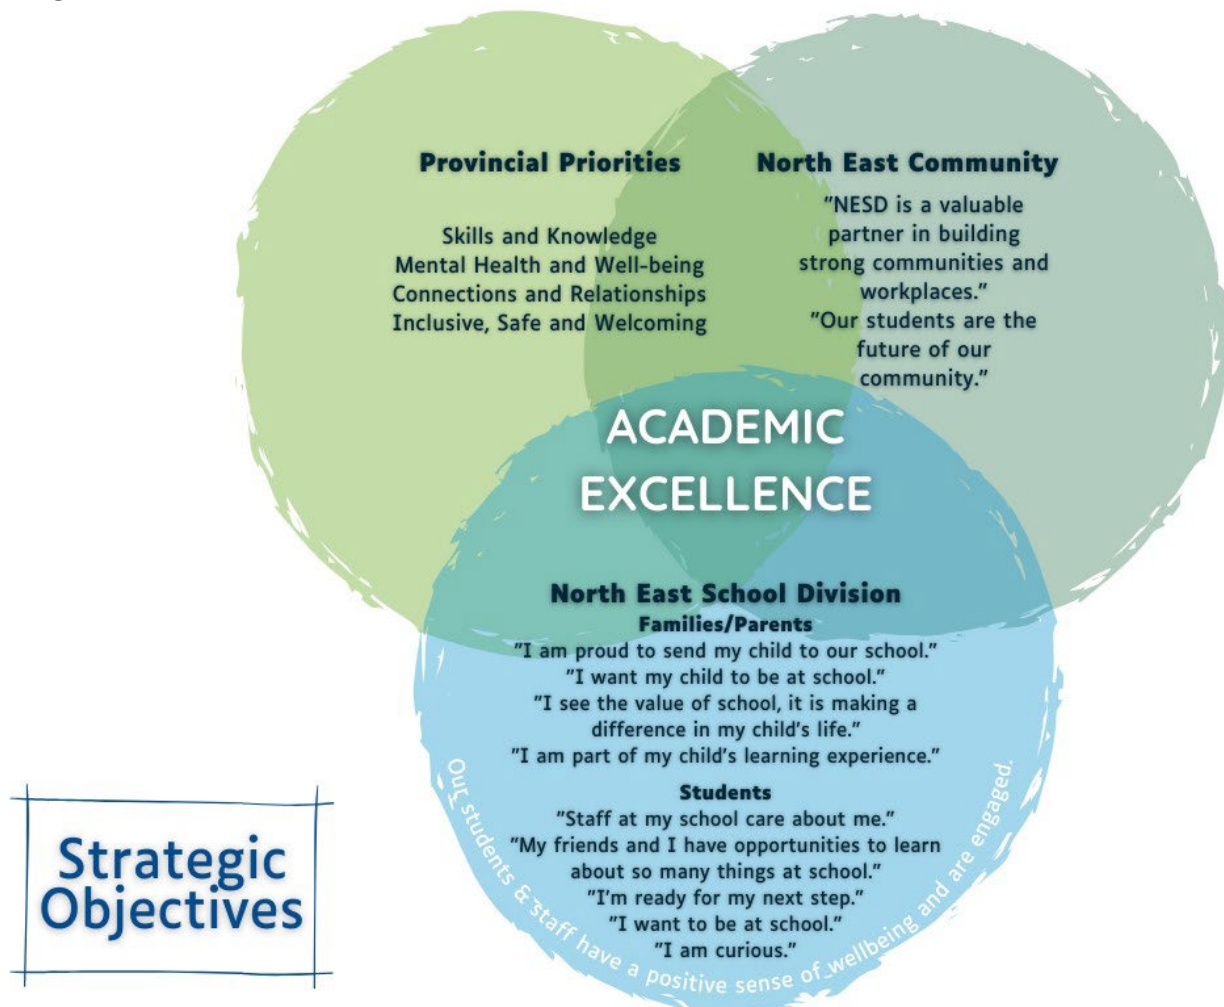 Provincial Priorities
Skills and Knowledge
Mental Health and Well-being
Connections and Relationships
Inclusive, Safe and Welcoming
North East Community
"NESD is a valuable
partner in building
strong communities and
workplaces."
"Our students are the
future of our
community."
ACADEMIC
EXCELLENCE
North East School Division
Families/Parents
"I am proud to send my child to our school."
"I want my child to be at school."
"I see the value of school, it is making a
difference in my child's life."
"I am part of my child's learning experience."
Students
"Staff at my school care about me."
"My friends and I have opportunities to learn
about so many things at school."
"I'm ready for my next step."
"I want to be at school."
"I am curious."
Our students & staff have a positive sense of wellbeing and are engaged.
Strategic
Objectives